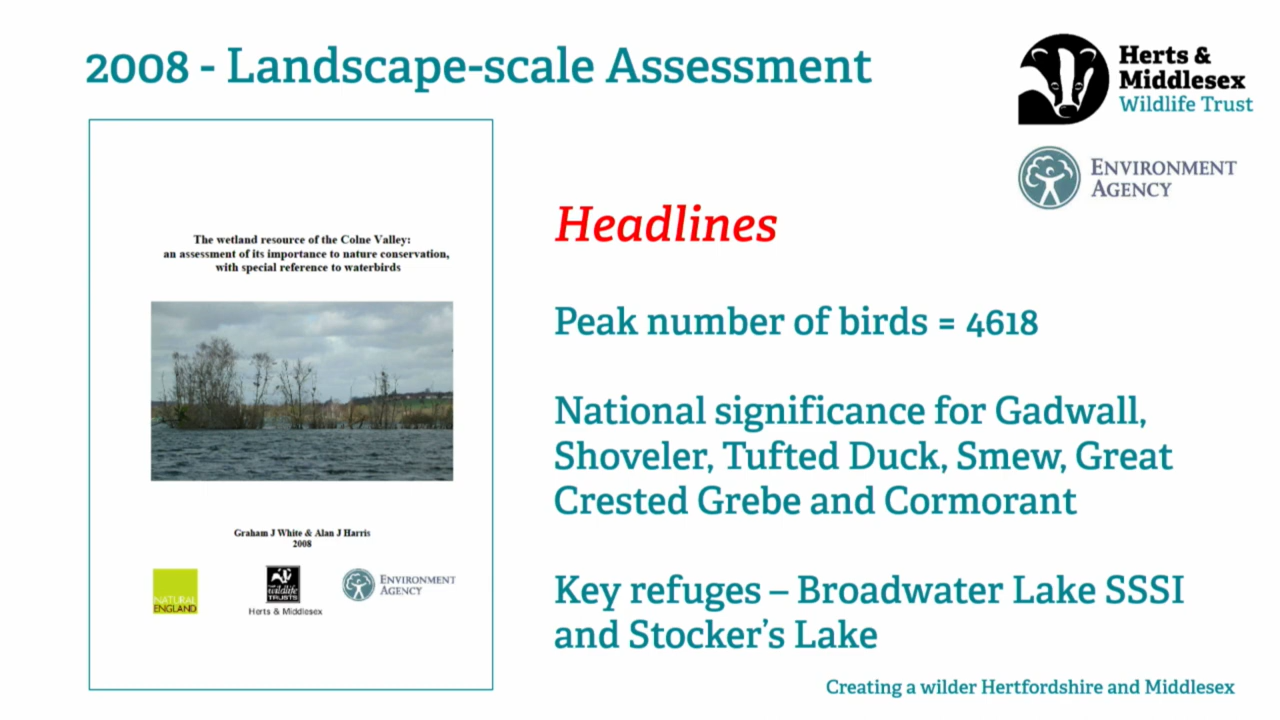 2008 - Landscape-scale Assessment
Herts &
Middlesex
Wildlife Trust
ENVIRONMENT
AGENCY
The wetland resource of the Colne Valley:
an assessment of its importance to nature conservation,
with special reference to waterbirds
Graham J White & Alan J Harris
2008
NATURAL
ENGLAND
THE
wildlife
TRUSTS
Herts & Middlesex
ENVIRONMENT
AGENCY
Headlines
Peak number of birds = 4618
National significance for Gadwall,
Shoveler, Tufted Duck, Smew, Great
Crested Grebe and Cormorant
Key refuges – Broadwater Lake SSSI
and Stocker's Lake
Creating a wilder Hertfordshire and Middlesex